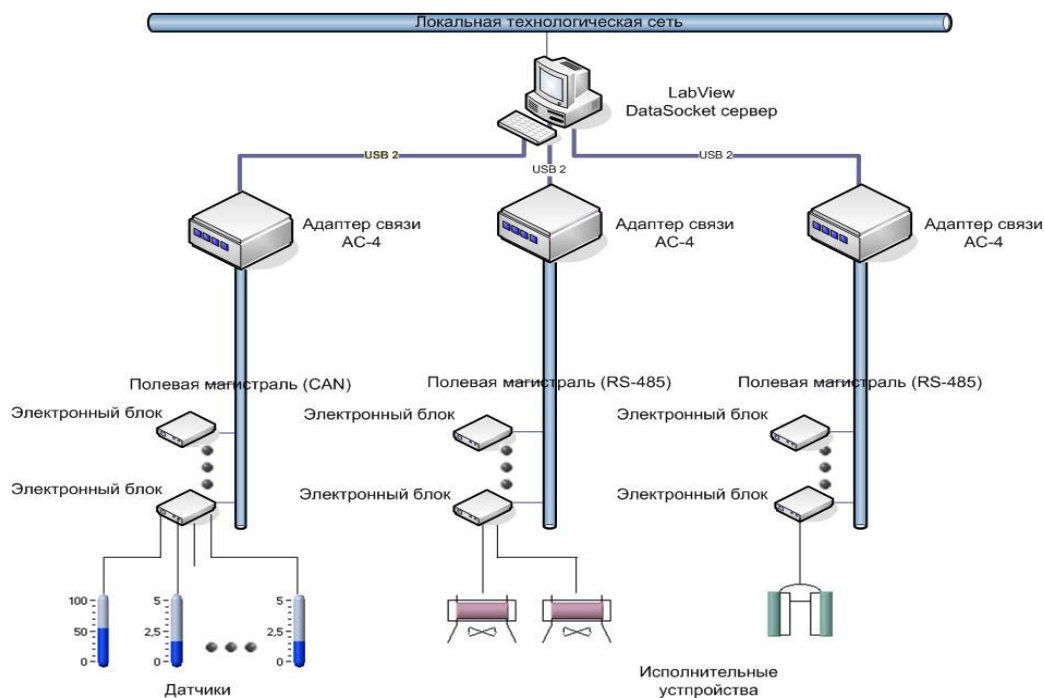 Локальная технологическая сеть
LabView
DataSocket сервер
USB 2
USB 2
USB 2
Адаптер связи
АС-4
Адаптер связи
АС-4
Адаптер связи
АС-4
Полевая магистраль (CAN)
Полевая магистраль (RS-485)
Полевая магистраль (RS-485)
Электронный блок
Электронный блок
Электронный блок
Электронный блок
Электронный блок
Электронный блок
100
50
0
5
2,5
0
5
2,5
0
Датчики
Исполнительные
устройства